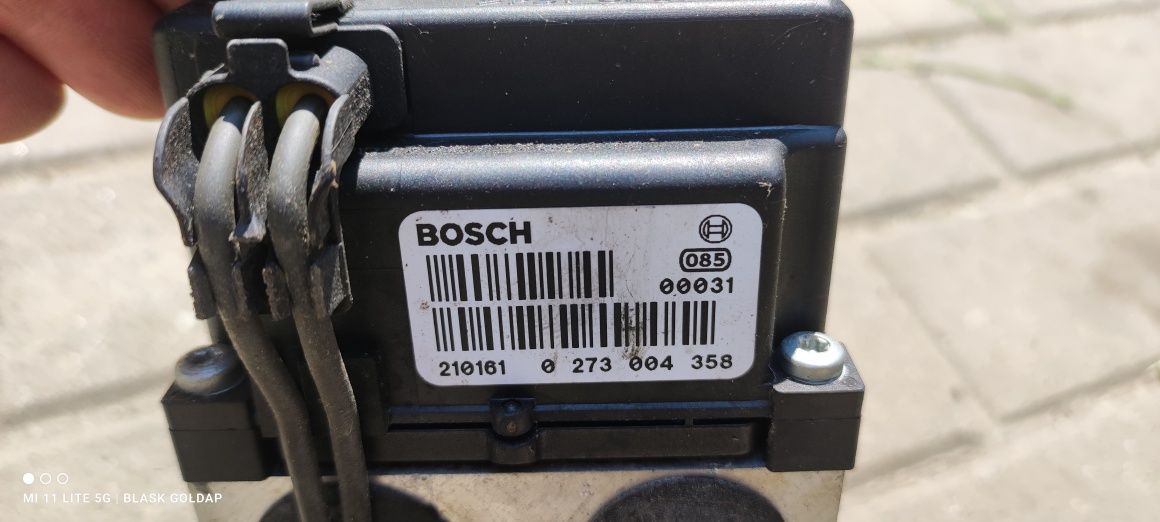 BOSCH
085
00031
210161 0 273 004 358
MI 11 LITE 5G | BLASK GOLDAP